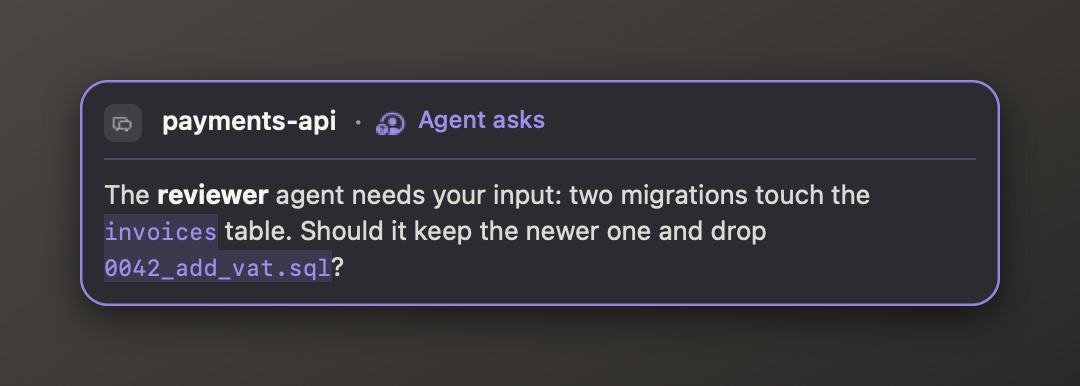 payments-api · Agent asks
The reviewer agent needs your input: two migrations touch the
invoices table. Should it keep the newer one and drop
0042_add_vat.sql?